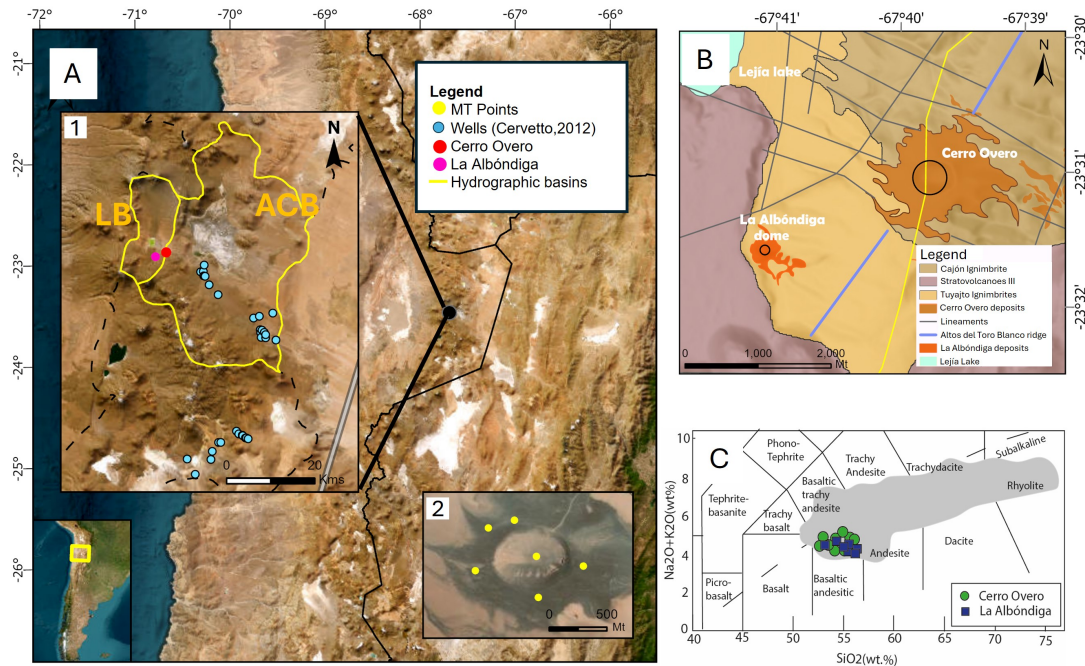 -72
-71
-70
-69
-68
-67
-66
-21°
-22°
-23°
-24°
-25°
-26°
A
Legend
MT Points
Wells (Cervetto,2012)
Cerro Overo
La Albóndiga
Hydrographic basins
1
N
LB
ACB
0 20
Kms
2
0 500
Mt
-67°41'
-67°40'
-67°39'
-23°30'
-23°31'
-23°32'
B
N
Lejía lake
Cerro Overo
La Albóndiga
dome
Legend
Cajón Ignimbrite
Stratovolcanoes III
Tuyajto Ignimbrites
Cerro Overo deposits
Lineaments
Altos del Toro Blanco ridge
La Albóndiga deposits
Lejía Lake
0 1,000 2,000
Mt
C
Na2O+K2O(wt%)
10
8
6
4
2
0
Phono-
Tephrite
Trachy
Andesite
Trachydacite
Subalkaline
Rhyolite
Tephrite-
basanite
Basaltic
trachy
andesite
Trachy
basalt
Andesite
Dacite
Picro-
basalt
Basalt
Basaltic
andesitic
Cerro Overo
La Albóndiga
40 45 50 55 60 65 70 75
SiO2(wt.%)